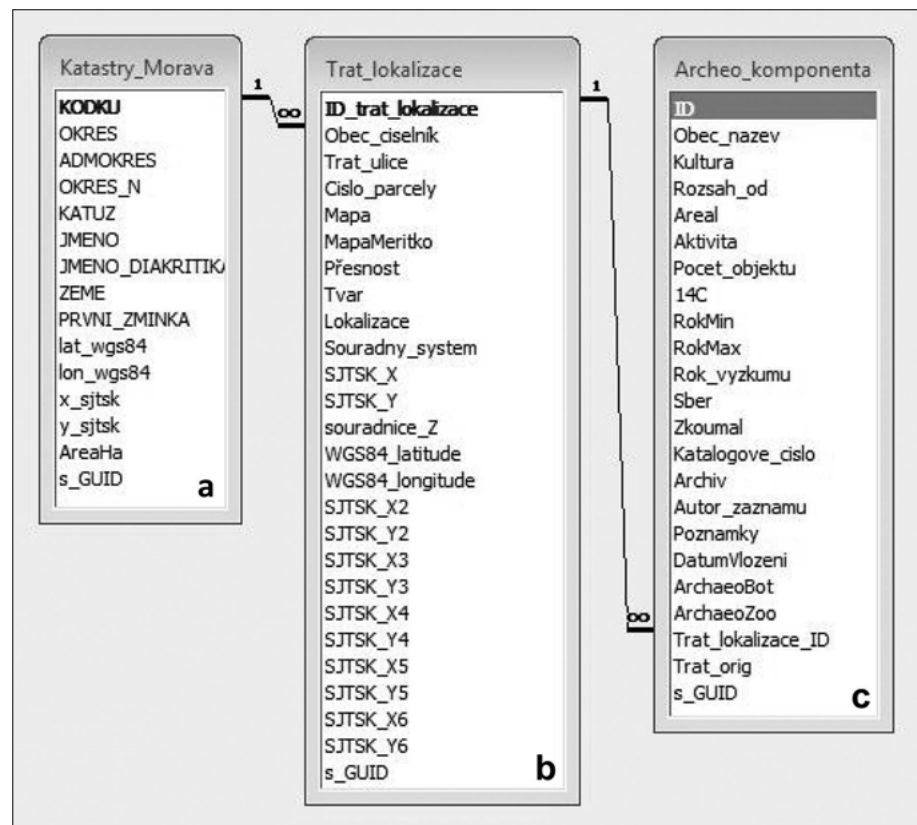 Katastry_Morava
KODKU
OKRES
ADMOKRES
OKRES_N
KATUZ
JMENO
JMENO_DIAKRITIKA
ZEME
PRVNI_ZMINKA
lat_wgs84
lon_wgs84
x_sjtsk
y_sjtsk
AreaHa
s_GUID
a
1
∞
Trat_lokalizace
ID_trat_lokalizace
Obec_ciselník
Trat_ulice
Cislo_parcely
Mapa
MapaMeritko
Přesnost
Tvar
Lokalizace
Souradny_system
SJTSK_X
SJTSK_Y
souradnice_Z
WGS84_latitude
WGS84_longitude
SJTSK_X2
SJTSK_Y2
SJTSK_X3
SJTSK_Y3
SJTSK_X4
SJTSK_Y4
SJTSK_X5
SJTSK_Y5
SJTSK_X6
SJTSK_Y6
s_GUID
b
1
∞
Archeo_komponenta
ID
Obec_nazev
Kultura
Rozsah_od
Areal
Aktivita
Pocet_objektu
14C
RokMin
RokMax
Rok_vyzkumu
Sber
Zkoumal
Katalogove_cislo
Archiv
Autor_zaznamu
Poznamky
DatumVlozeni
ArchaeoBot
ArchaeoZoo
Trat_lokalizace_ID
Trat_orig
s_GUID
c